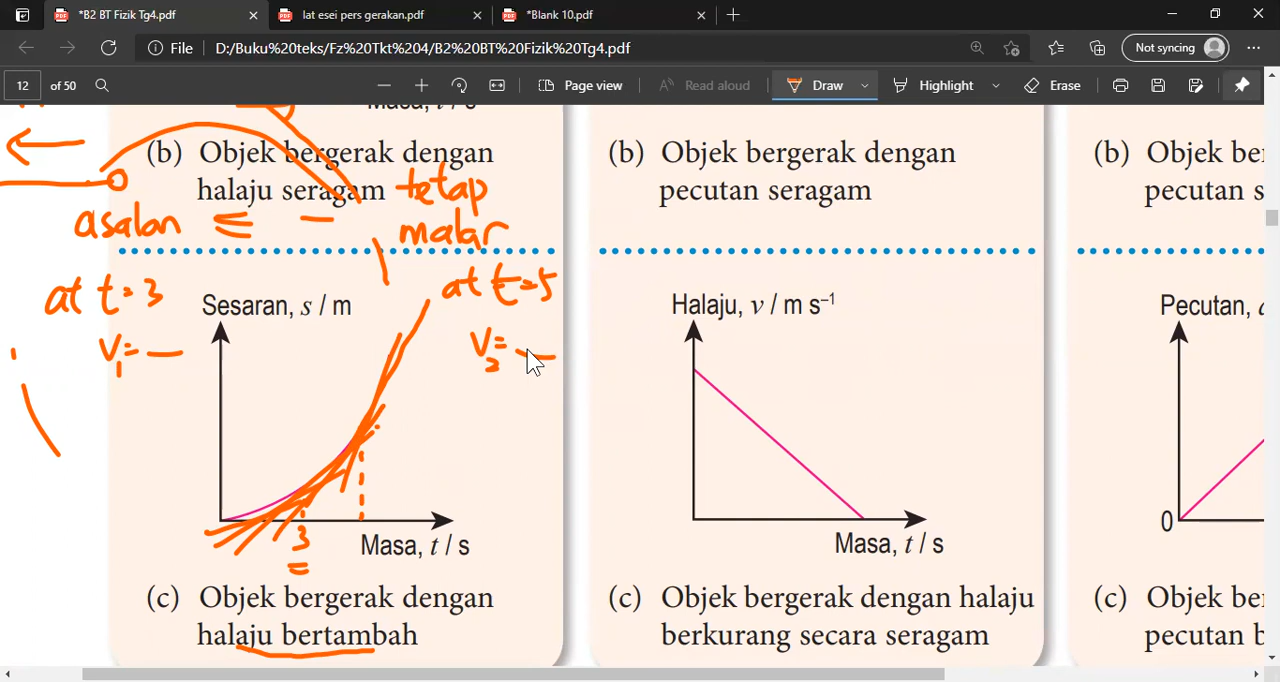 *B2 BT Fizik Tg4.pdf
lat esei pers gerakan.pdf
*Blank 10.pdf
File
D:/Buku%20teks/Fz%20Tkt%204/B2%20BT%20Fizik%20Tg4.pdf
Not syncing
12
of 50
Page view
Read aloud
Draw
Highlight
Erase
Masa, t / s
(b) Objek bergerak dengan
halaju seragam
tetap
malar
asalan
at t=3
V1=
at t=5
V2=
Sesaran, s / m
3
Masa, t / s
(c) Objek bergerak dengan
halaju bertambah
(b) Objek bergerak dengan
pecutan seragam
Halaju, v / m s⁻¹
Masa, t / s
(c) Objek bergerak dengan halaju
berkurang secara seragam
(b) Objek be
pecutan s
Pecutan,
0
(c) Objek be
pecutan b